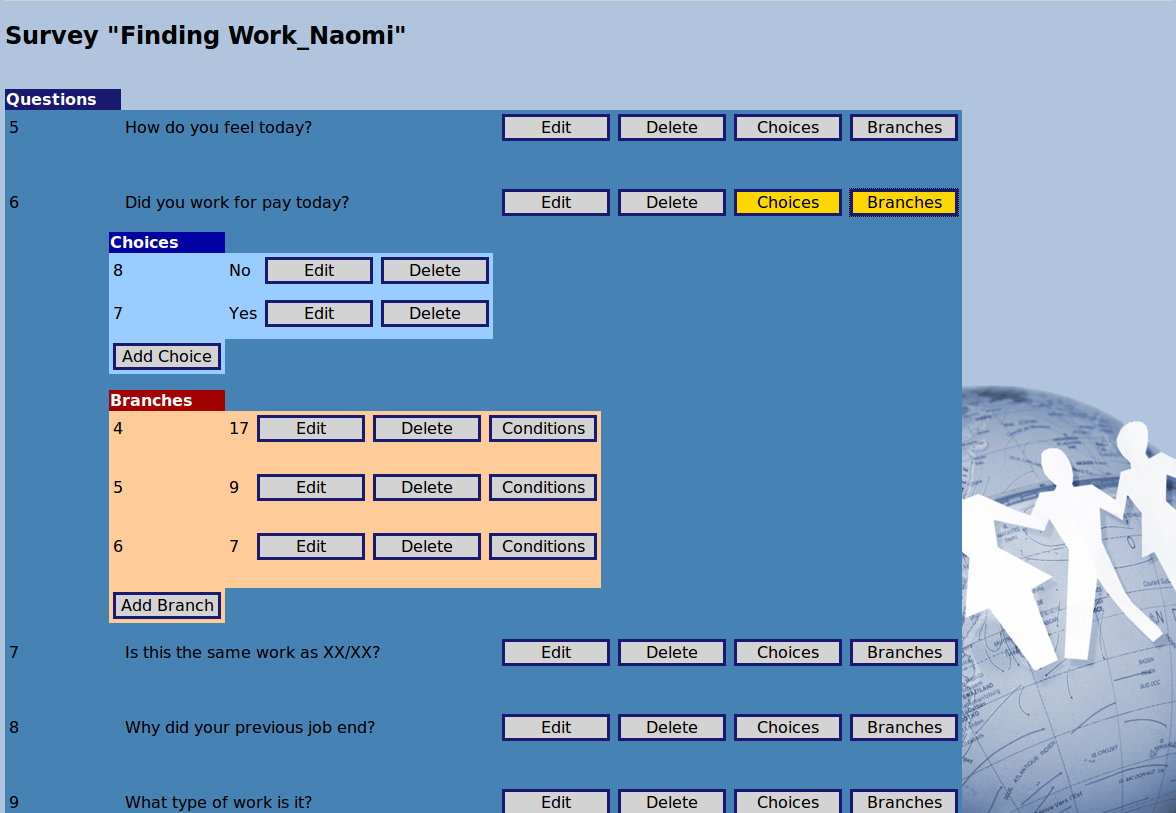 Survey "Finding Work_Naomi"
Questions
5 How do you feel today? Edit Delete Choices Branches
6 Did you work for pay today? Edit Delete Choices Branches
Choices
8 No Edit Delete
7 Yes Edit Delete
Add Choice
Branches
4 17 Edit Delete Conditions
5 9 Edit Delete Conditions
6 7 Edit Delete Conditions
Add Branch
7 Is this the same work as XX/XX? Edit Delete Choices Branches
8 Why did your previous job end? Edit Delete Choices Branches
9 What type of work is it? Edit Delete Choices Branches